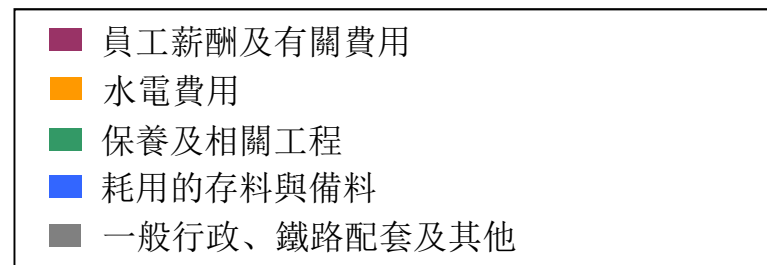 員工薪酬及有關費用
水電費用
保養及相關工程
耗用的存料與備料
一般行政、鐵路配套及其他